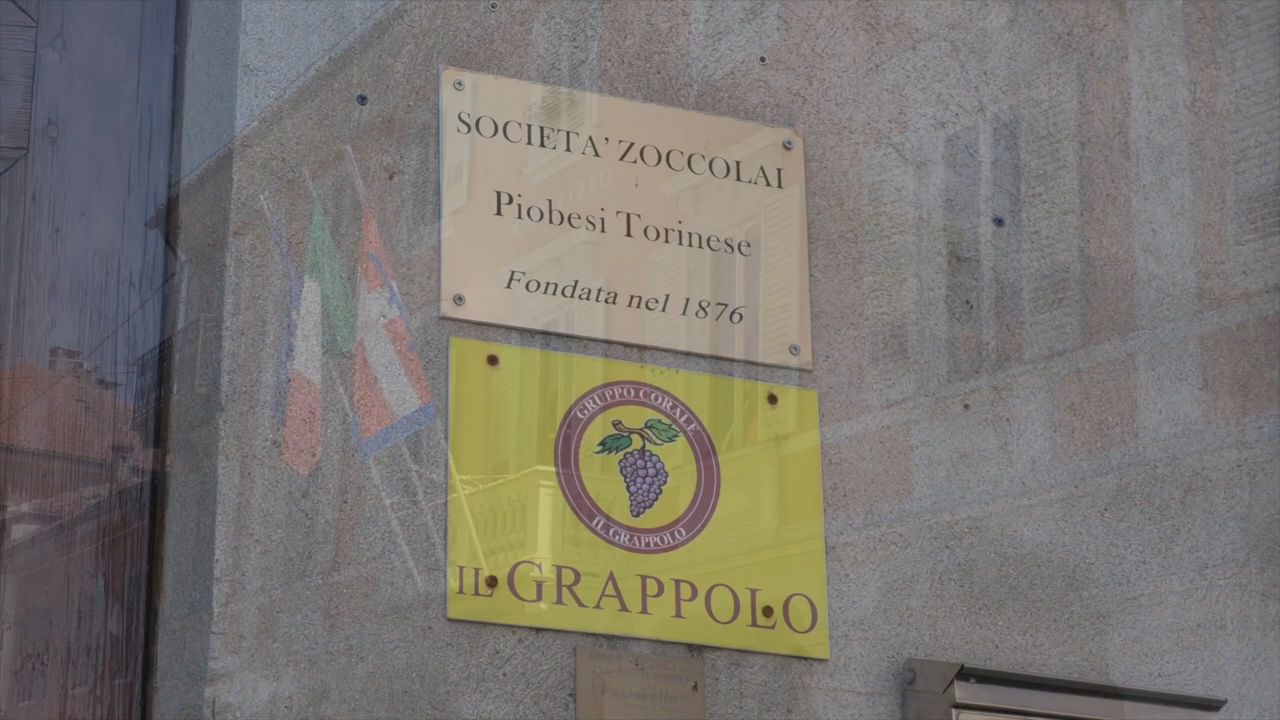 SOCIETA' ZOCCOLAI
Piobesi Torinese
Fondata nel 1876
GRUPPO CORALE
IL GRAPPOLO
IL GRAPPOLO